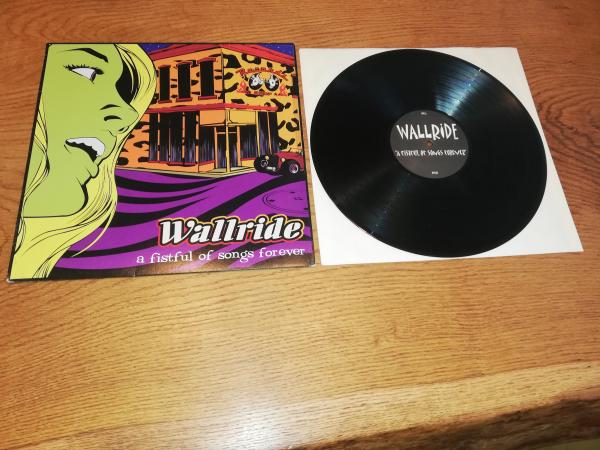 Wallride
a fistful of songs forever
WALLRIDE
"A FISTFUL OF SONGS FOREVER"